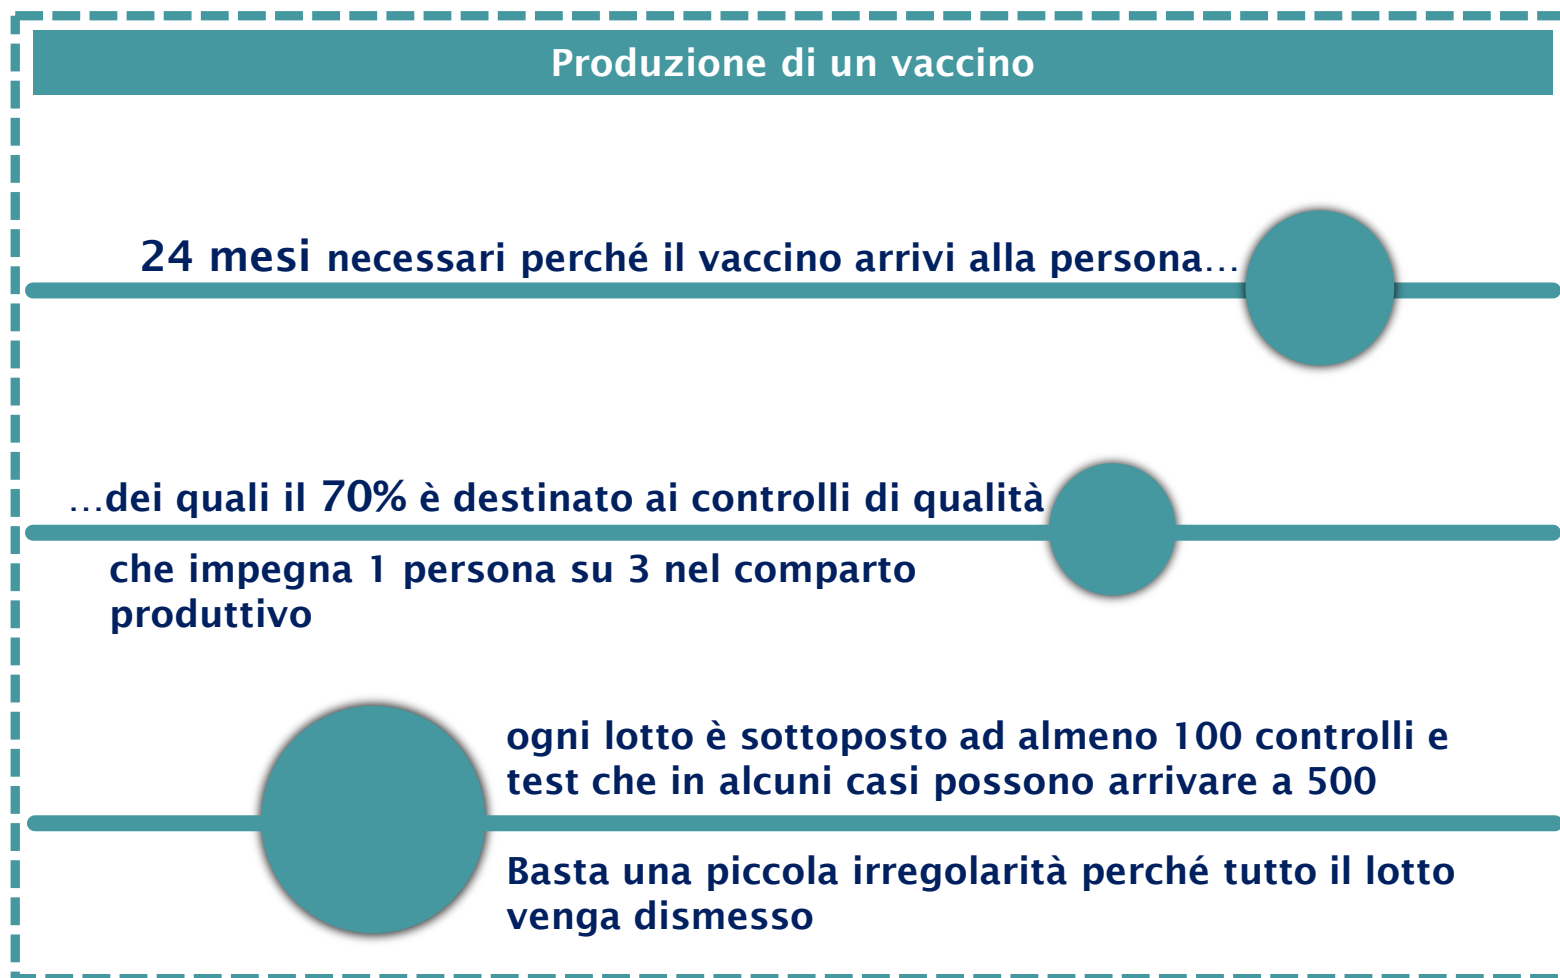 Produzione di un vaccino
24 mesi necessari perché il vaccino arrivi alla persona…
…dei quali il 70% è destinato ai controlli di qualità
che impegna 1 persona su 3 nel comparto
produttivo
ogni lotto è sottoposto ad almeno 100 controlli e
test che in alcuni casi possono arrivare a 500
Basta una piccola irregolarità perché tutto il lotto
venga dismesso